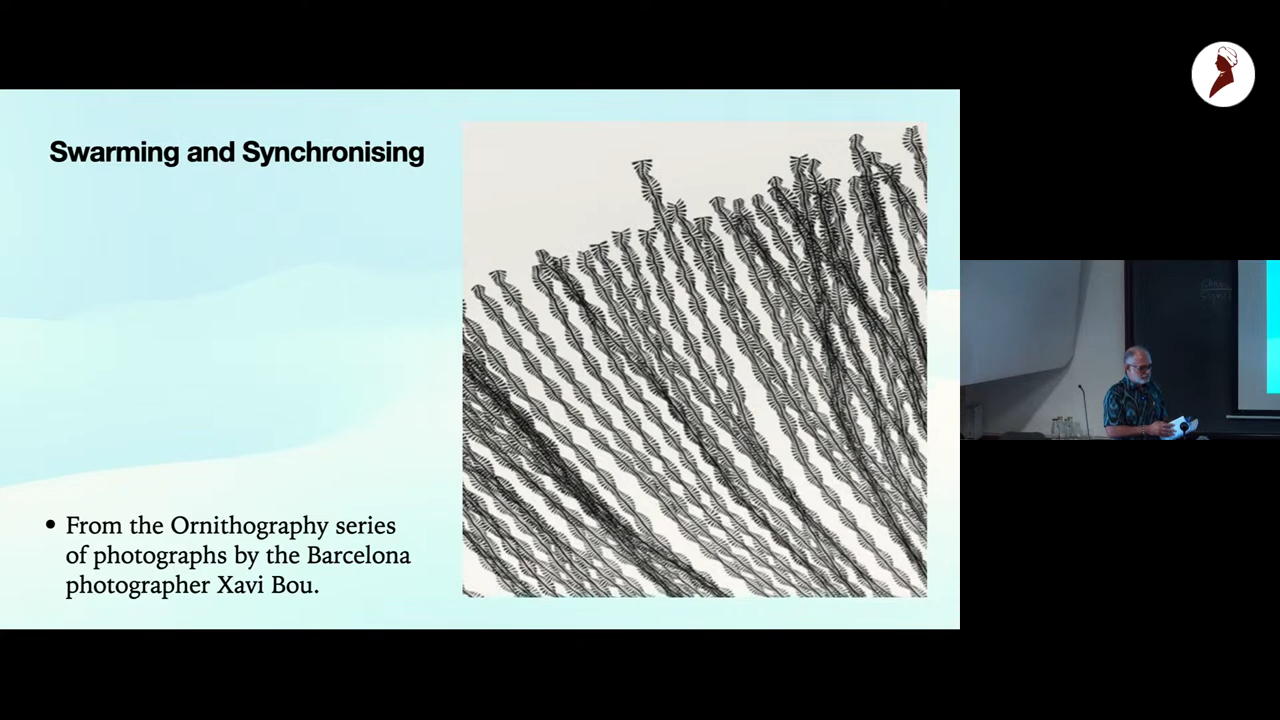 Swarming and Synchronising
• From the Ornithography series
of photographs by the Barcelona
photographer Xavi Bou.